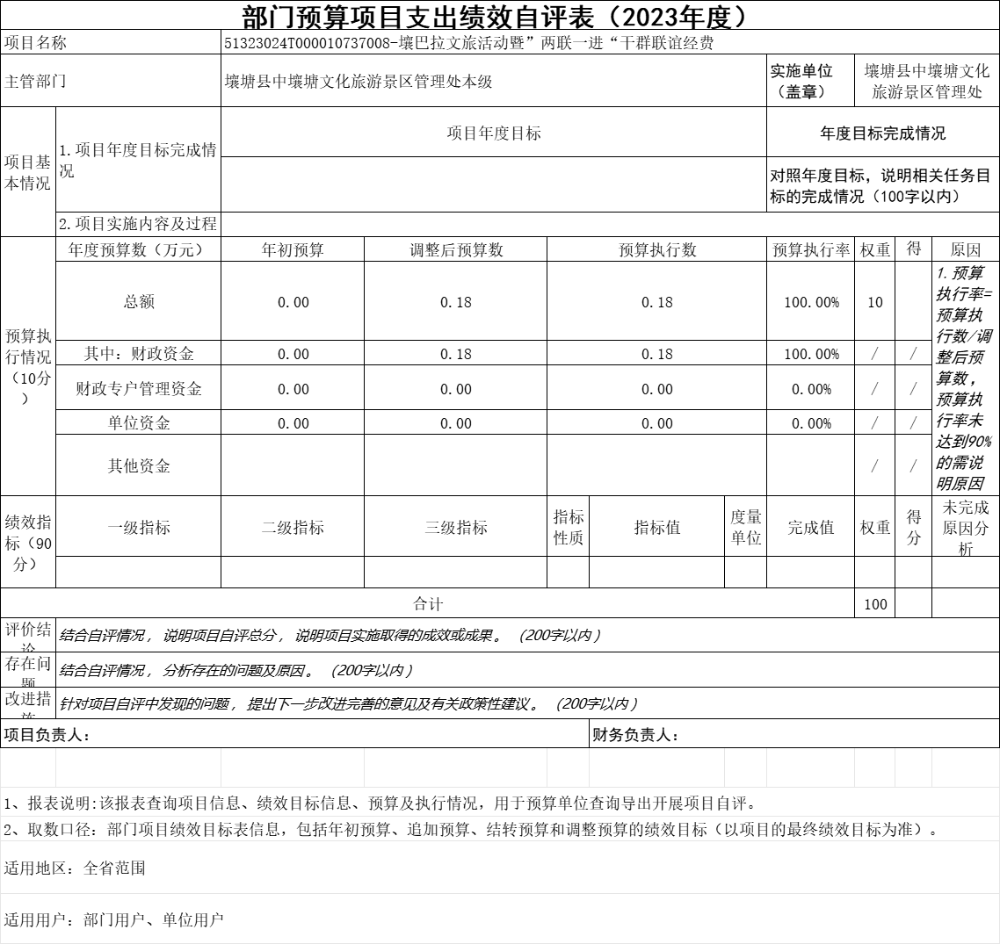 部门预算项目支出绩效自评表（2023年度）
项目名称 51323024T000010737008-壤巴拉文旅活动暨”两联一进“干群联谊经费
主管部门 壤塘县中壤塘文化旅游景区管理处本级 实施单位（盖章） 壤塘县中壤塘文化旅游景区管理处
项目基本情况 1.项目年度目标完成情况 项目年度目标 年度目标完成情况
对照年度目标，说明相关任务目标的完成情况（100字以内）
2.项目实施内容及过程
预算执行情况（10分） 年度预算数（万元） 年初预算 调整后预算数 预算执行数 预算执行率 权重 得 原因
总额 0.00 0.18 0.18 100.00% 10 1.预算执行率=预算执行数/调整后预算数，预算执行率未达到90%的需说明原因
其中：财政资金 0.00 0.18 0.18 100.00% / /
财政专户管理资金 0.00 0.00 0.00 0.00% / /
单位资金 0.00 0.00 0.00 0.00% / /
其他资金 / /
绩效指标（90分） 一级指标 二级指标 三级指标 指标性质 指标值 度量单位 完成值 权重 得分 未完成原因分析
合计 100
评价结论 结合自评情况，说明项目自评总分，说明项目实施取得的成效或成果。（200字以内）
存在问题 结合自评情况，分析存在的问题及原因。（200字以内）
改进措施 针对项目自评中发现的问题，提出下一步改进完善的意见及有关政策性建议。（200字以内）
项目负责人： 财务负责人：
1、报表说明:该报表查询项目信息、绩效目标信息、预算及执行情况，用于预算单位查询导出开展项目自评。
2、取数口径：部门项目绩效目标表信息，包括年初预算、追加预算、结转预算和调整预算的绩效目标（以项目的最终绩效目标为准）。
适用地区：全省范围
适用用户：部门用户、单位用户